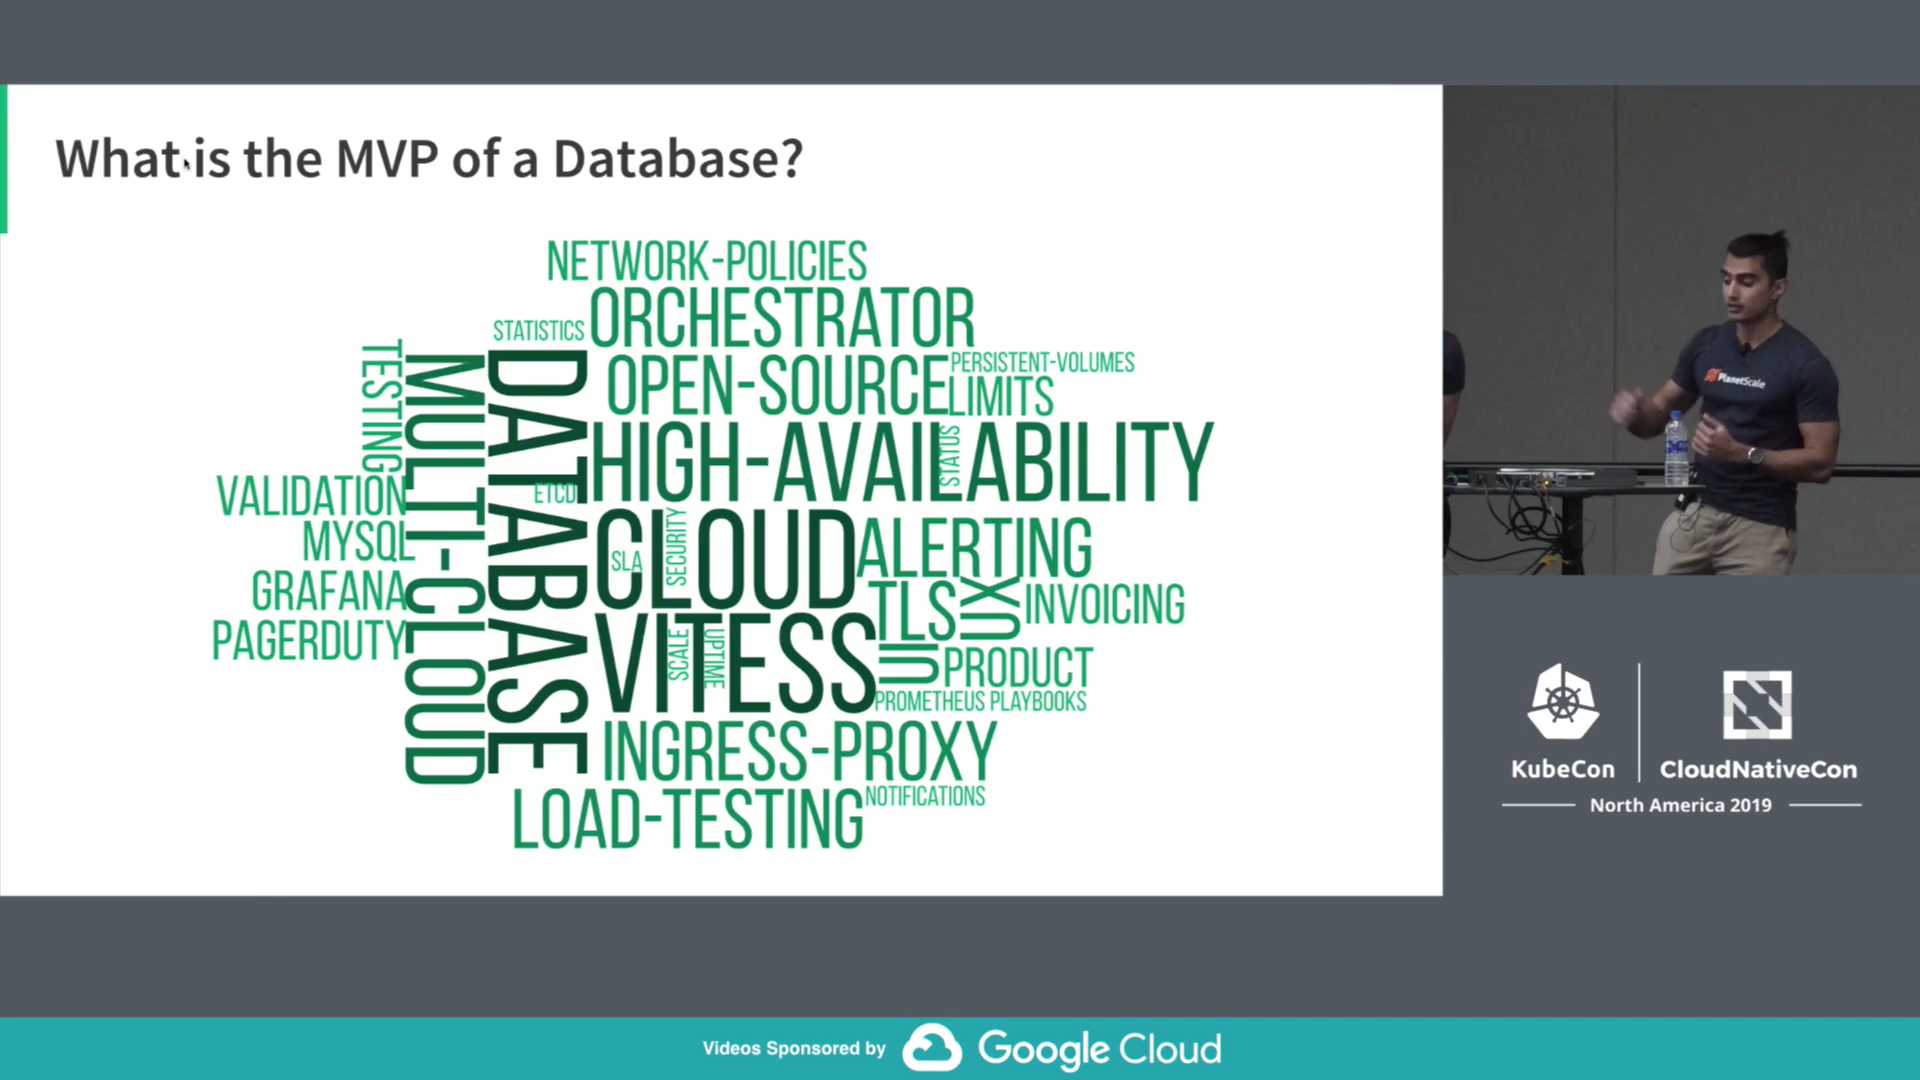 What is the MVP of a Database?
NETWORK-POLICIES
STATISTICS
ORCHESTRATOR
TESTING
MULTI-CLOUD
DATABASE
OPEN-SOURCE
PERSISTENT-VOLUMES
LIMITS
HIGH-AVAILABILITY
STATUS
VALIDATION
ETCD
MYSQL
CLOUD
SLA
SECURITY
ALERTING
GRAFANA
TLS
UX
INVOICING
PAGERDUTY
VITESS
SCALE
UPTIME
UI
PRODUCT
PROMETHEUS PLAYBOOKS
INGRESS-PROXY
LOAD-TESTING
NOTIFICATIONS
PlanetScale
KubeCon
CloudNativeCon
North America 2019
Videos Sponsored by
Google Cloud